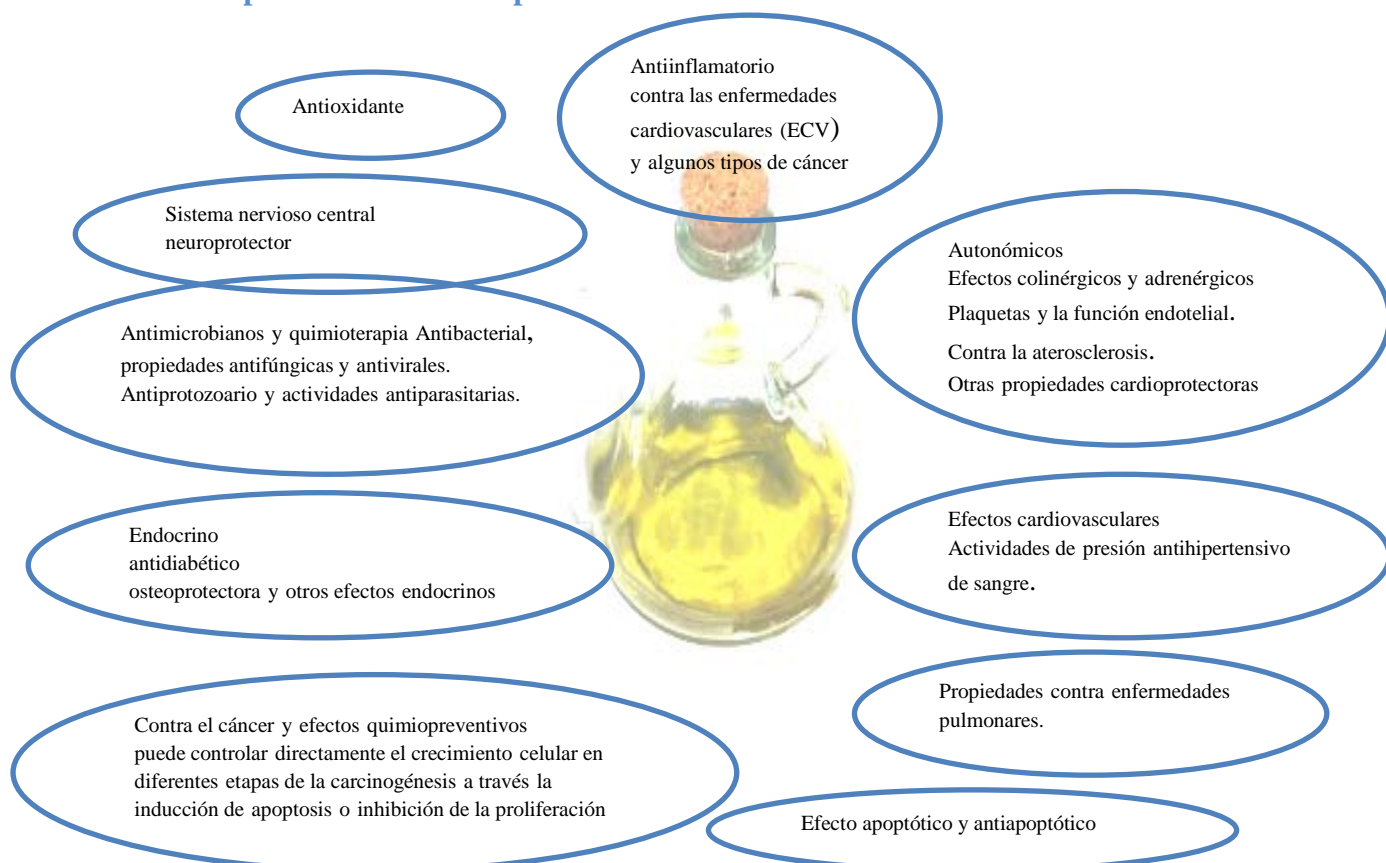 Antiinflamatorio
contra las enfermedades
cardiovasculares (ECV)
y algunos tipos de cáncer
Antioxidante
Sistema nervioso central
neuroprotector
Autonómicos
Efectos colinérgicos y adrenérgicos
Plaquetas y la función endotelial.
Contra la aterosclerosis.
Otras propiedades cardioprotectoras
Antimicrobianos y quimioterapia Antibacterial,
propiedades antifúngicas y antivirales.
Antiprotozoario y actividades antiparasitarias.
Endocrino
antidiabético
osteoprotectora y otros efectos endocrinos
Efectos cardiovasculares
Actividades de presión antihipertensivo
de sangre.
Propiedades contra enfermedades
pulmonares.
Contra el cáncer y efectos quimiopreventivos
puede controlar directamente el crecimiento celular en
diferentes etapas de la carcinogénesis a través la
inducción de apoptosis o inhibición de la proliferación
Efecto apoptótico y antiapoptótico